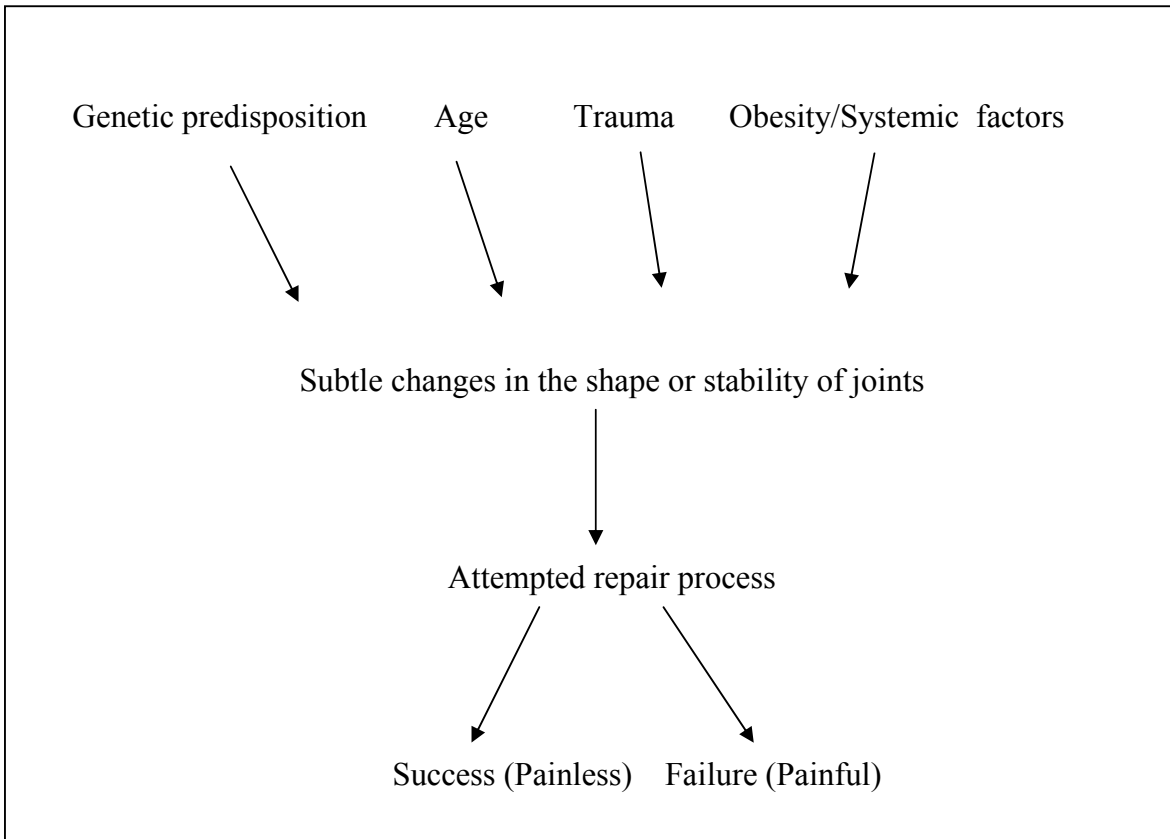 Genetic predisposition Age Trauma Obesity/Systemic factors
Subtle changes in the shape or stability of joints
Attempted repair process
Success (Painless) Failure (Painful)